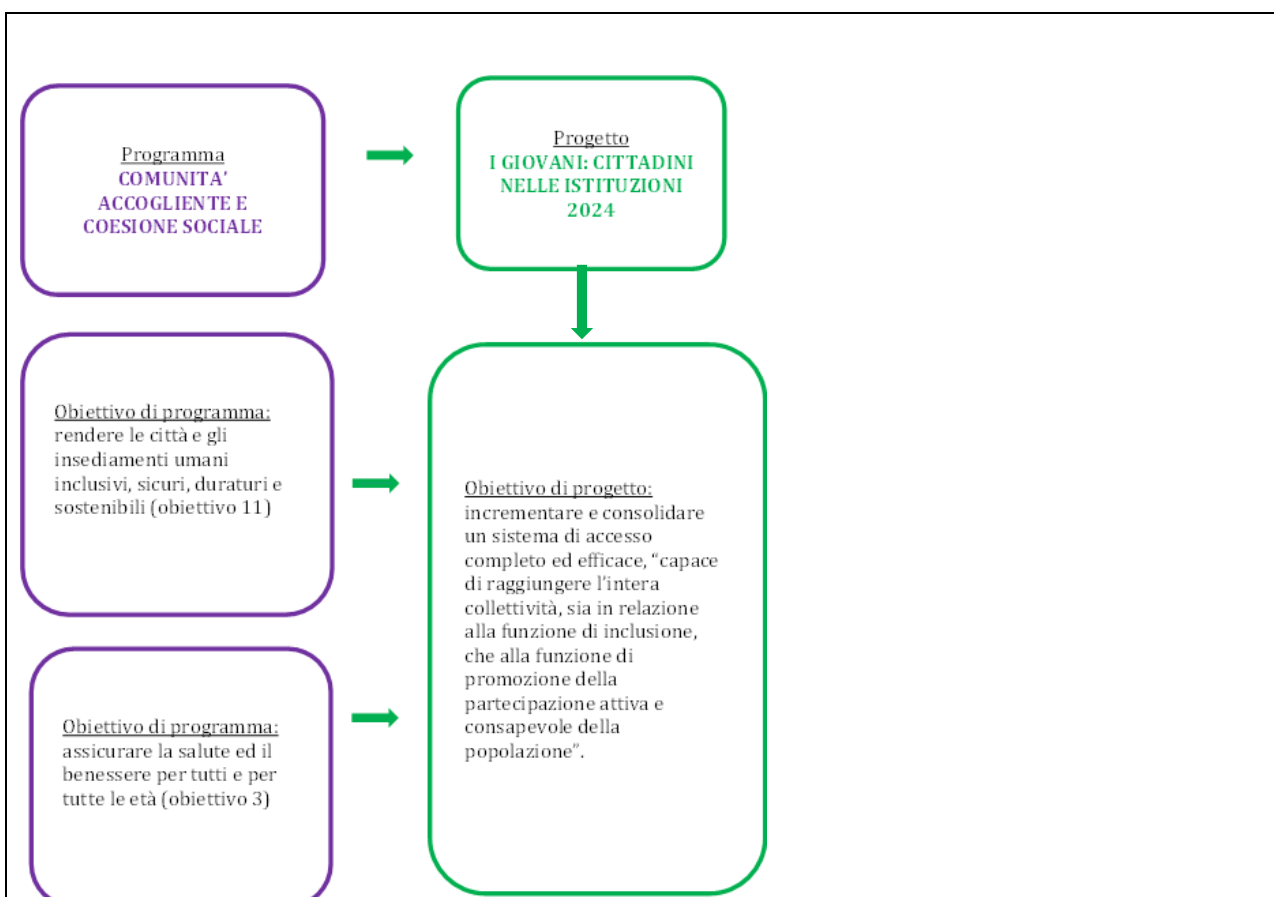 Programma
COMUNITA’
ACCOGLIENTE E
COESIONE SOCIALE
Progetto
I GIOVANI: CITTADINI
NELLE ISTITUZIONI
2024
Obiettivo di programma:
rendere le città e gli
insediamenti umani
inclusivi, sicuri, duraturi e
sostenibili (obiettivo 11)
Obiettivo di progetto:
incrementare e consolidare
un sistema di accesso
completo ed efficace, “capace
di raggiungere l’intera
collettività, sia in relazione
alla funzione di inclusione,
che alla funzione di
promozione della
partecipazione attiva e
consapevole della
popolazione”.
Obiettivo di programma:
assicurare la salute ed il
benessere per tutti e per
tutte le età (obiettivo 3)